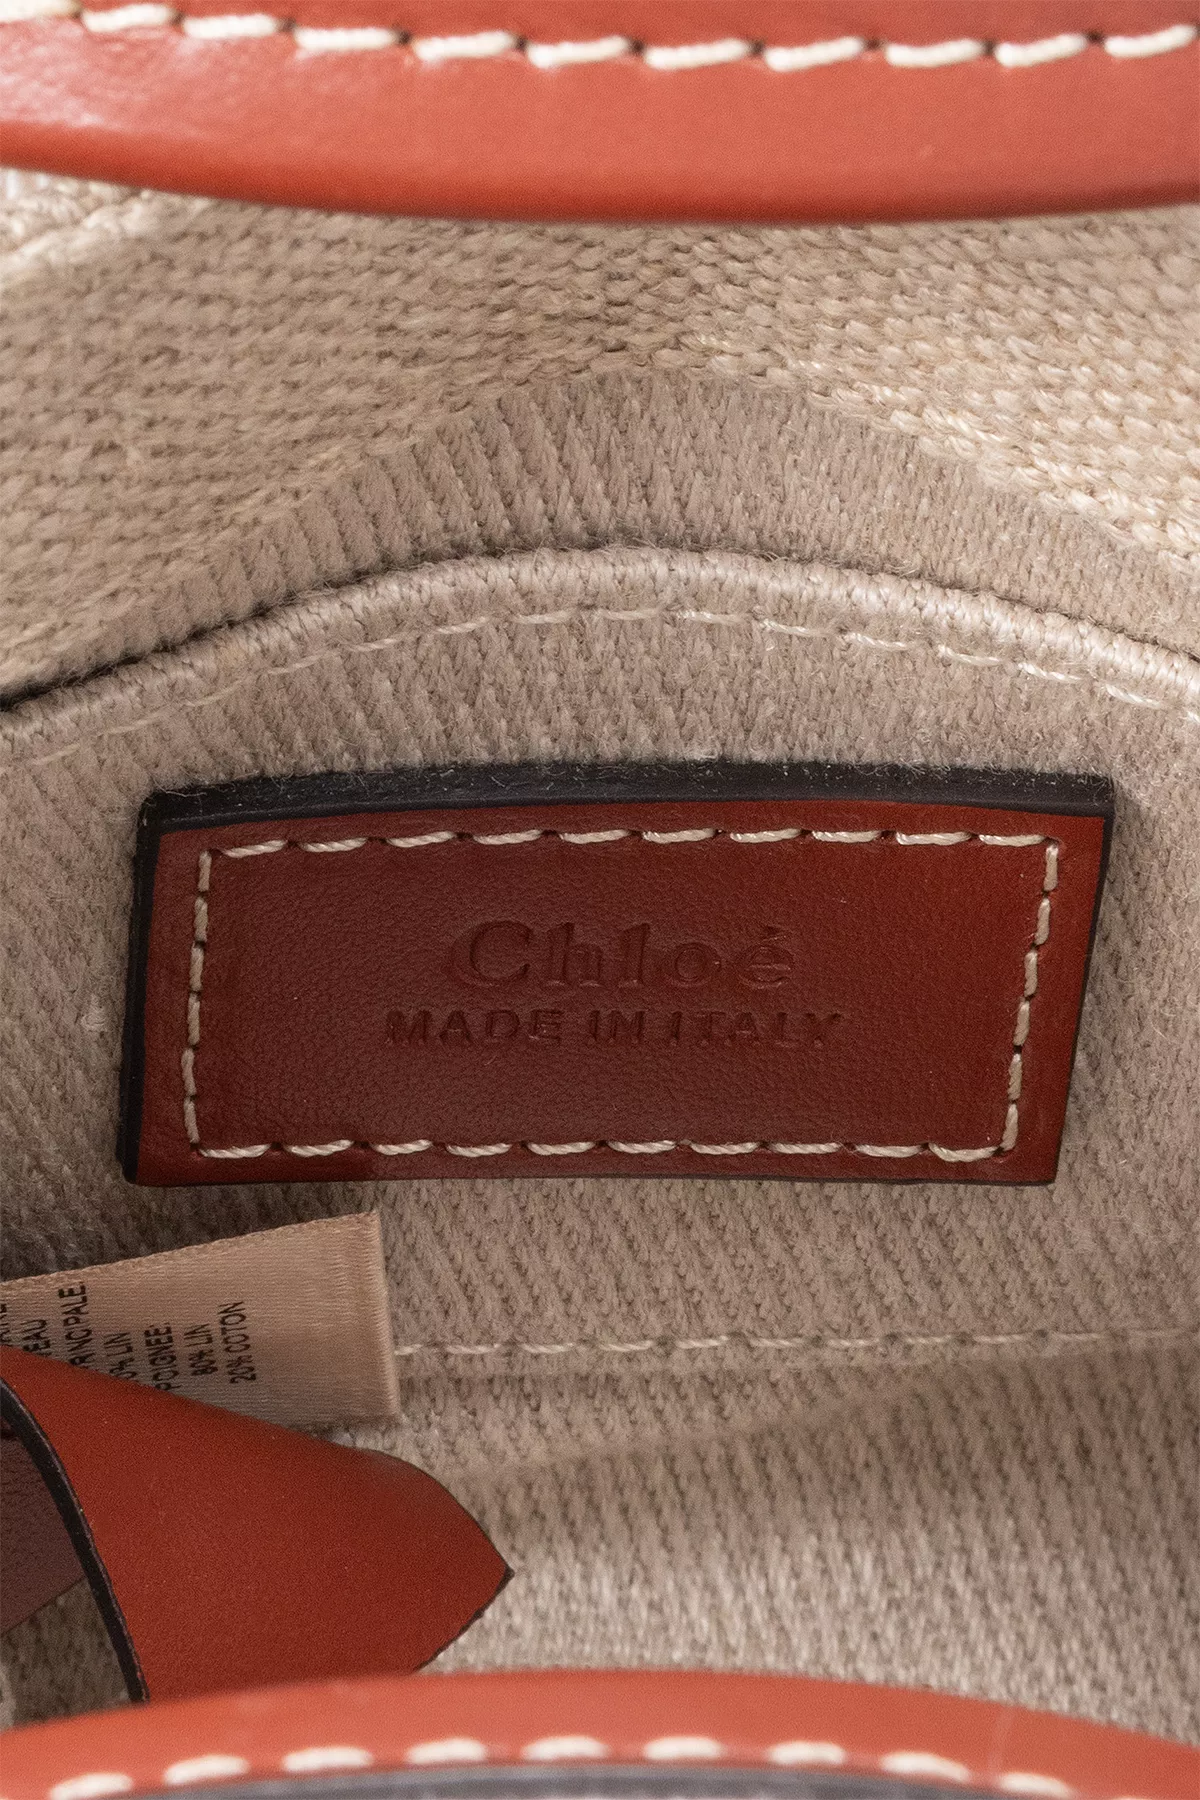 Chloé
MADE IN ITALY
POIGNEE:
80% LIN
20% COTON